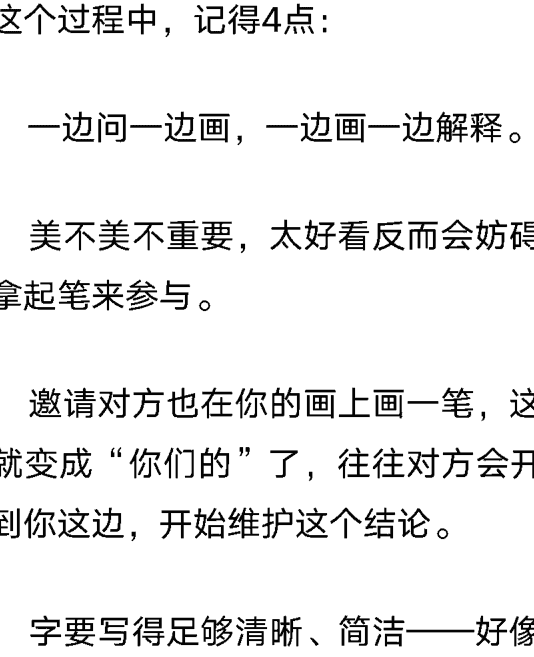 这个过程中，记得4点：
一边问一边画，一边画一边解释。
美不美不重要，太好看反而会妨碍
拿起笔来参与。
邀请对方也在你的画上画一笔，这
就变成“你们的”了，往往对方会开
到你这边，开始维护这个结论。
字要写得足够清晰、简洁——好像